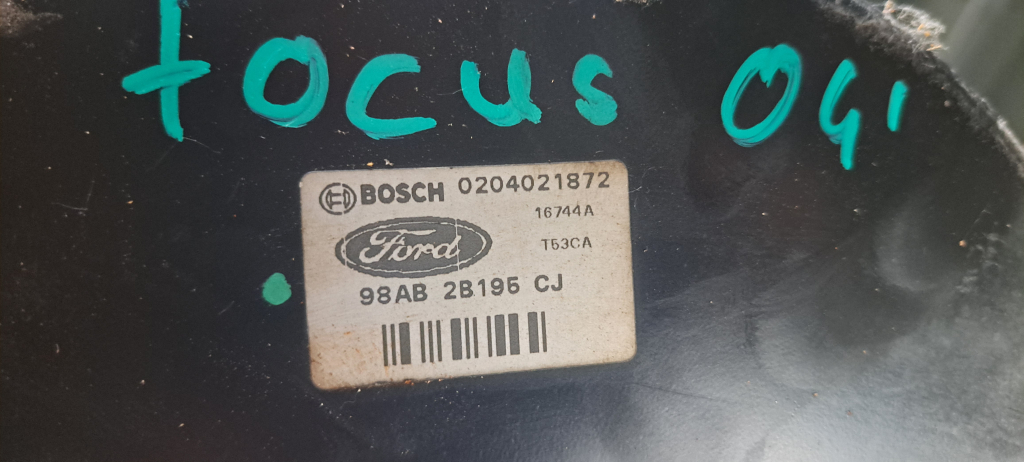 focus 04'
BOSCH 0204021872
16744A
Ford
T53CA
98AB 2B195 CJ